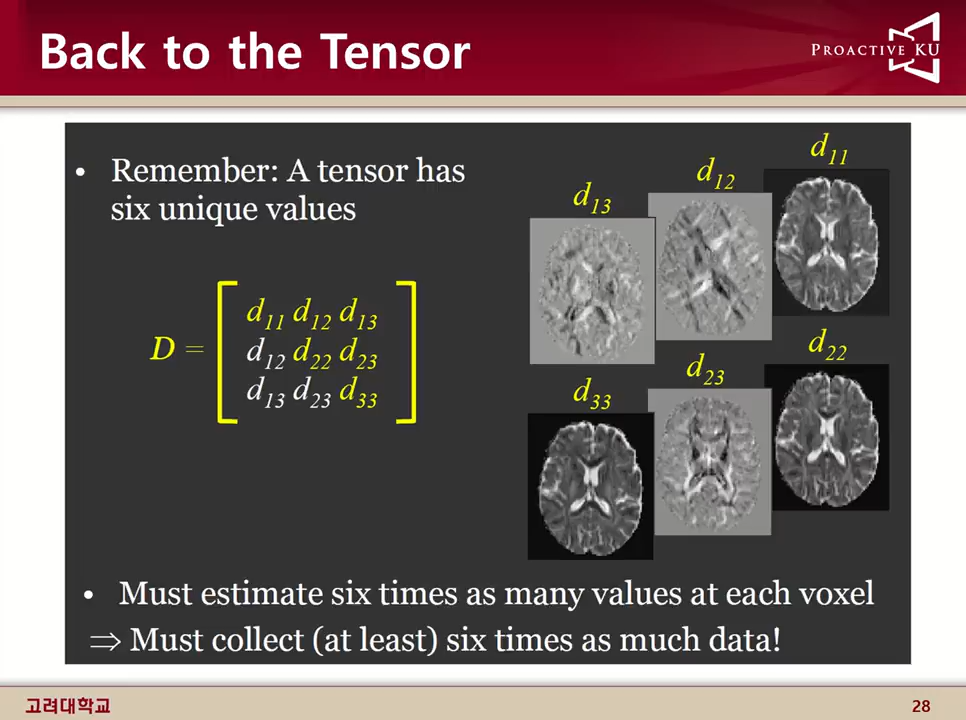 Back to the Tensor
PROACTIVE KU
• Remember: A tensor has
six unique values
D =
d11 d12 d13
d12 d22 d23
d13 d23 d33
d13
d12
d11
d33
d23
d22
• Must estimate six times as many values at each voxel
⇒ Must collect (at least) six times as much data!
고려대학교
28